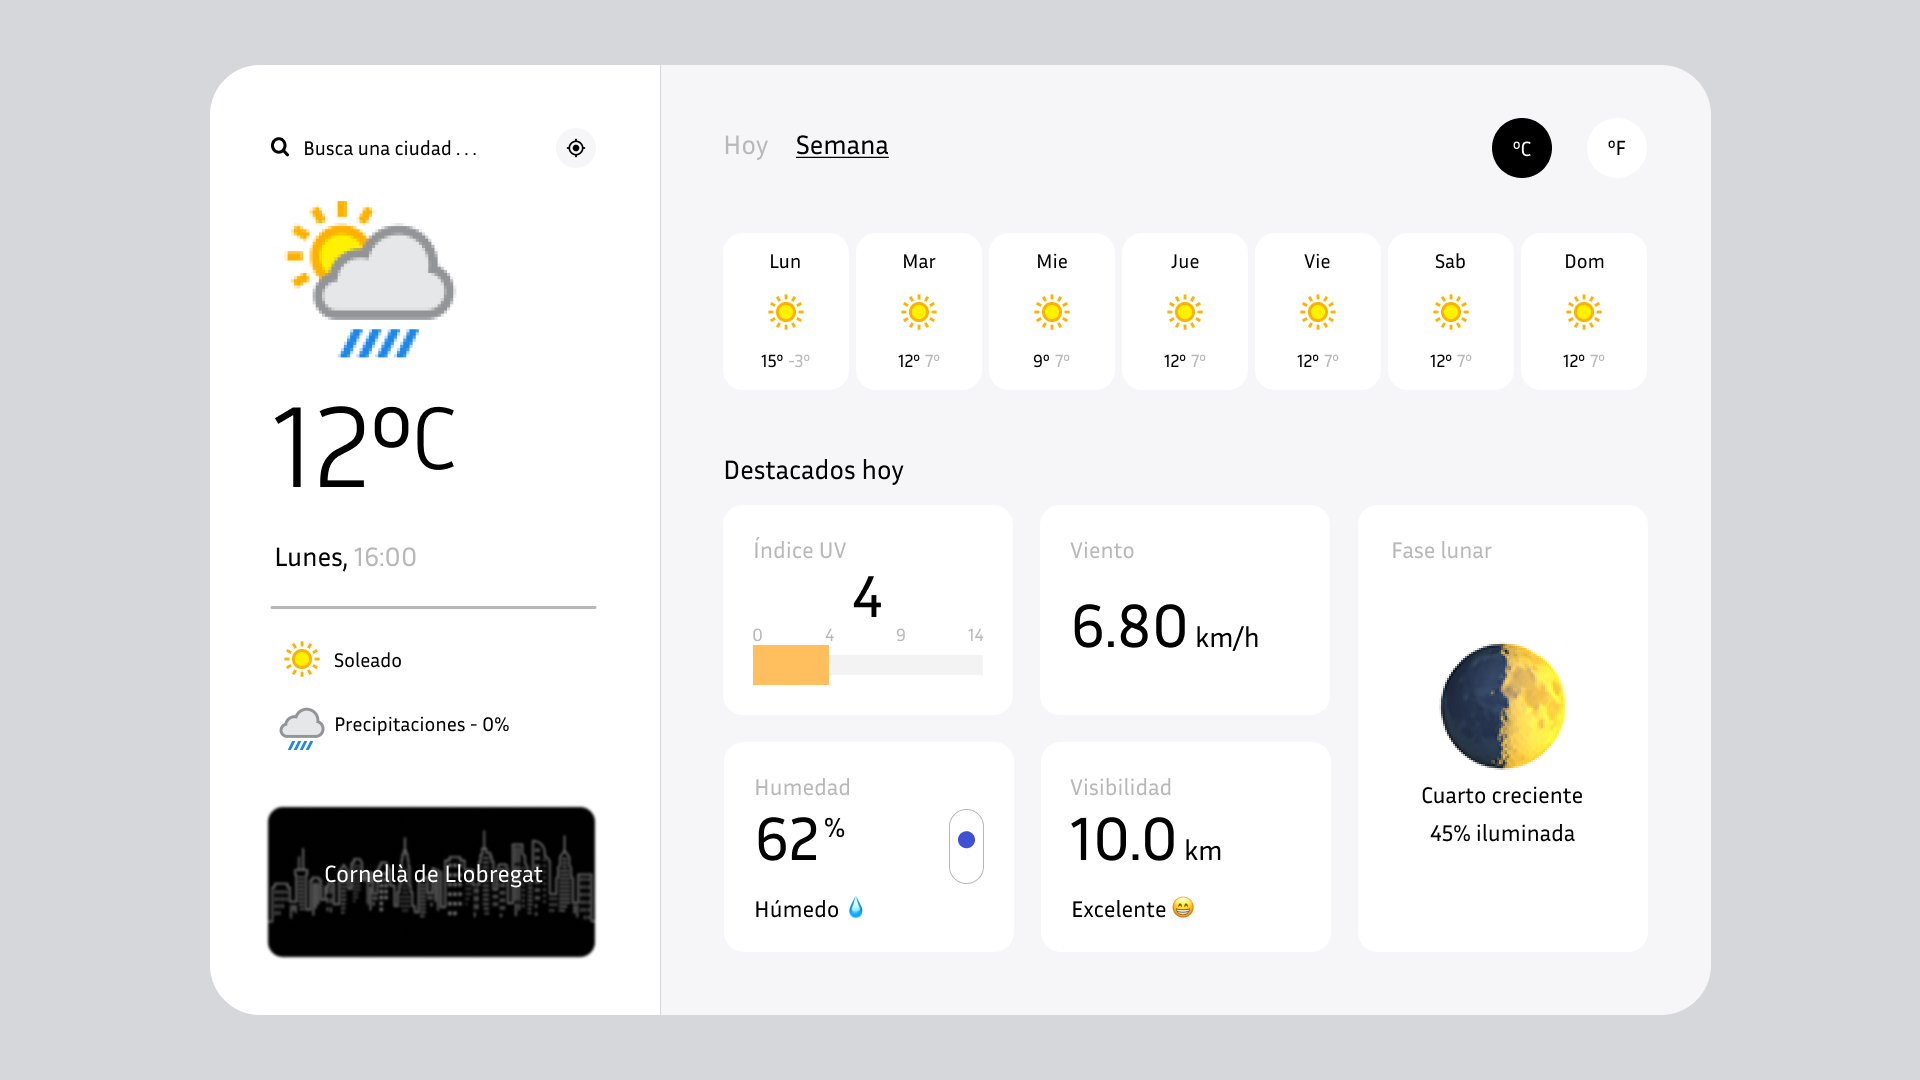 Busca una ciudad . . .
12ºC
Lunes, 16:00
Soleado
Precipitaciones - 0%
Cornellà de Llobregat
Hoy Semana
ºC ºF
Lun Mar Mie Jue Vie Sab Dom
15º -3º 12º 7º 9º 7º 12º 7º 12º 7º 12º 7º 12º 7º
Destacados hoy
Índice UV
4
0 4 9 14
Viento
6.80 km/h
Fase lunar
Cuarto creciente
45% iluminada
Humedad
62 %
Húmedo 💧
Visibilidad
10.0 km
Excelente 😁